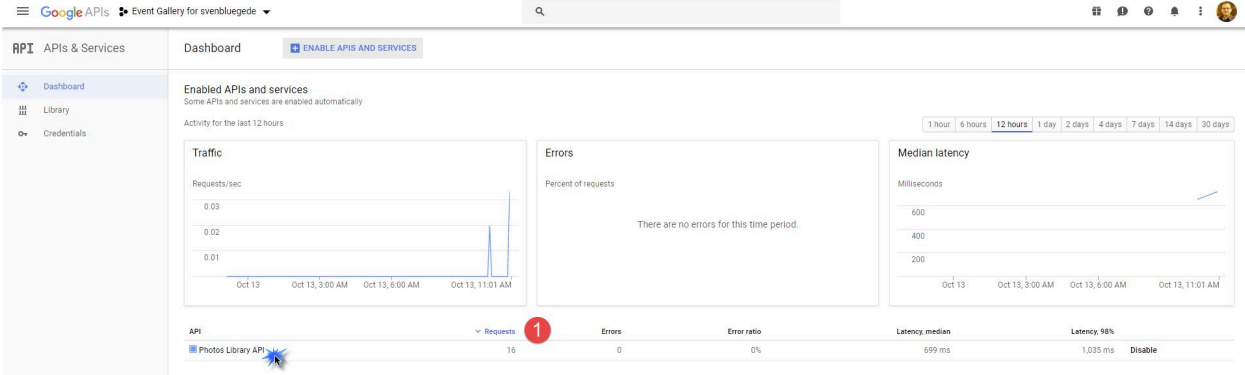 Google APIs Event Gallery for svenbluegede
API APIs & Services
Dashboard
ENABLE APIS AND SERVICES
Dashboard
Library
Credentials
Enabled APIs and services
Some APIs and services are enabled automatically
Activity for the last 12 hours
1 hour 6 hours 12 hours 1 day 2 days 4 days 7 days 14 days 30 days
Traffic
Requests/sec
0.03
0.02
0.01
Oct 13 Oct 13, 3:00 AM Oct 13, 6:00 AM Oct 13, 11:01 AM
Errors
Percent of requests
There are no errors for this time period.
Median latency
Milliseconds
600
400
200
Oct 13 Oct 13, 3:00 AM Oct 13, 6:00 AM Oct 13, 11:01 AM
API Requests 1 Errors Error ratio Latency, median Latency, 98%
Photos Library API 16 0 0% 699 ms 1,035 ms Disable